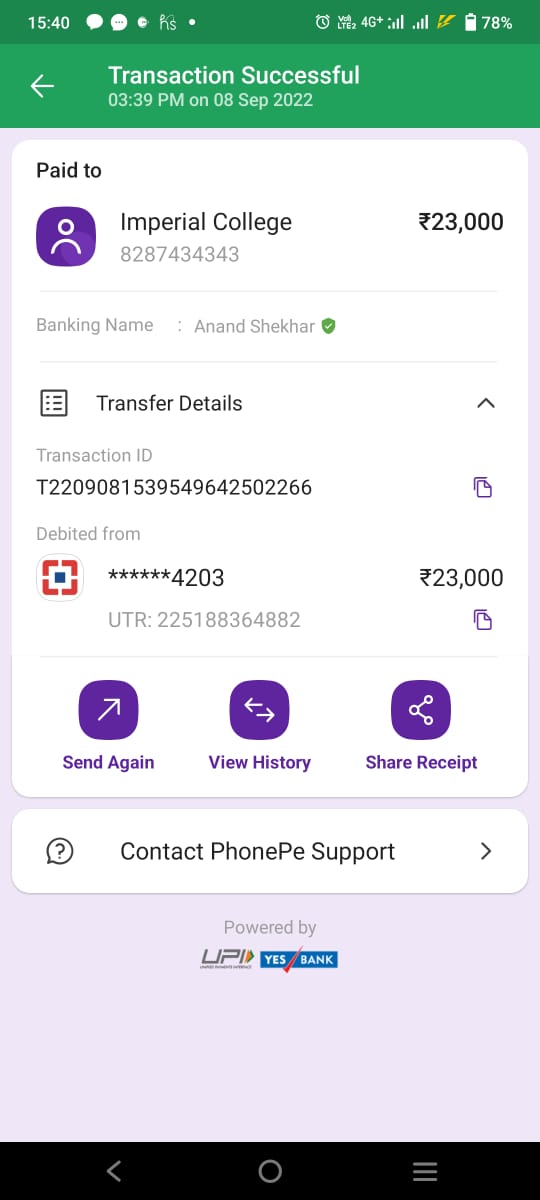 15:40 hs VoD LTE2 4G+ 78%
Transaction Successful
03:39 PM on 08 Sep 2022
Paid to
Imperial College ₹23,000
8287434343
Banking Name : Anand Shekhar
Transfer Details
Transaction ID
T2209081539549642502266
Debited from
******4203 ₹23,000
UTR: 225188364882
Send Again View History Share Receipt
Contact PhonePe Support
Powered by
UPI YES BANK
UNIFIED PAYMENTS INTERFACE